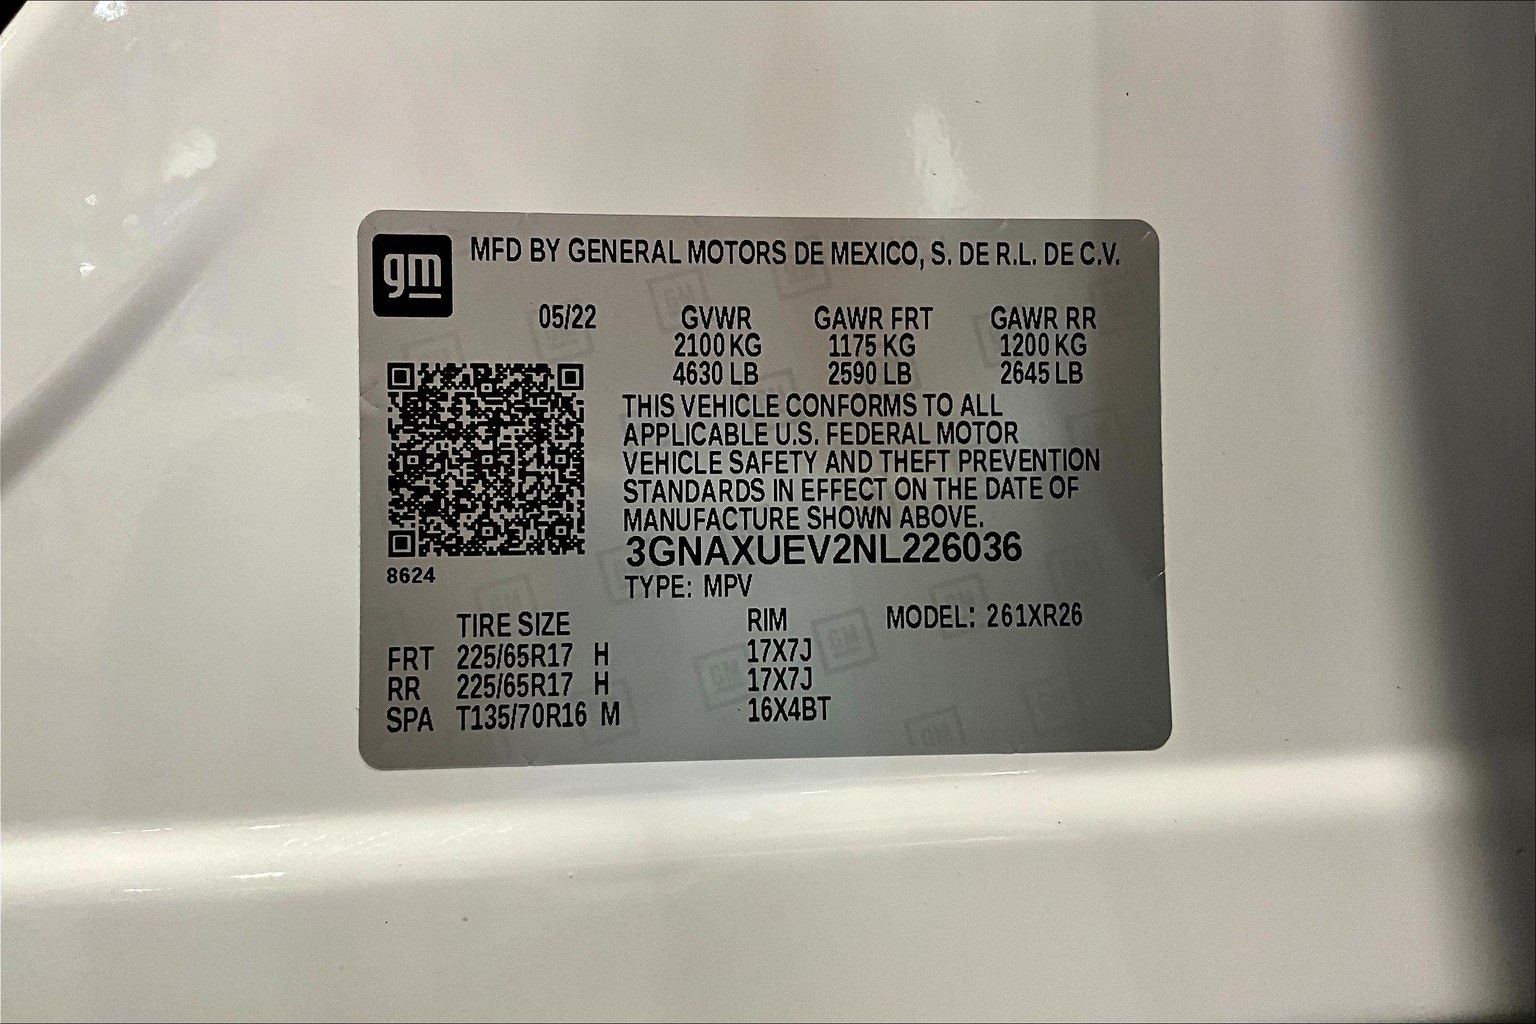 gm
MFD BY GENERAL MOTORS DE MEXICO, S. DE R.L. DE C.V.
05/22 GVWR GAWR FRT GAWR RR
2100 KG 1175 KG 1200 KG
4630 LB 2590 LB 2645 LB
THIS VEHICLE CONFORMS TO ALL
APPLICABLE U.S. FEDERAL MOTOR
VEHICLE SAFETY AND THEFT PREVENTION
STANDARDS IN EFFECT ON THE DATE OF
MANUFACTURE SHOWN ABOVE.
3GNAXUEV2NL226036
8624
TYPE: MPV
TIRE SIZE RIM MODEL: 261XR26
FRT 225/65R17 H 17X7J
RR 225/65R17 H 17X7J
SPA T135/70R16 M 16X4BT